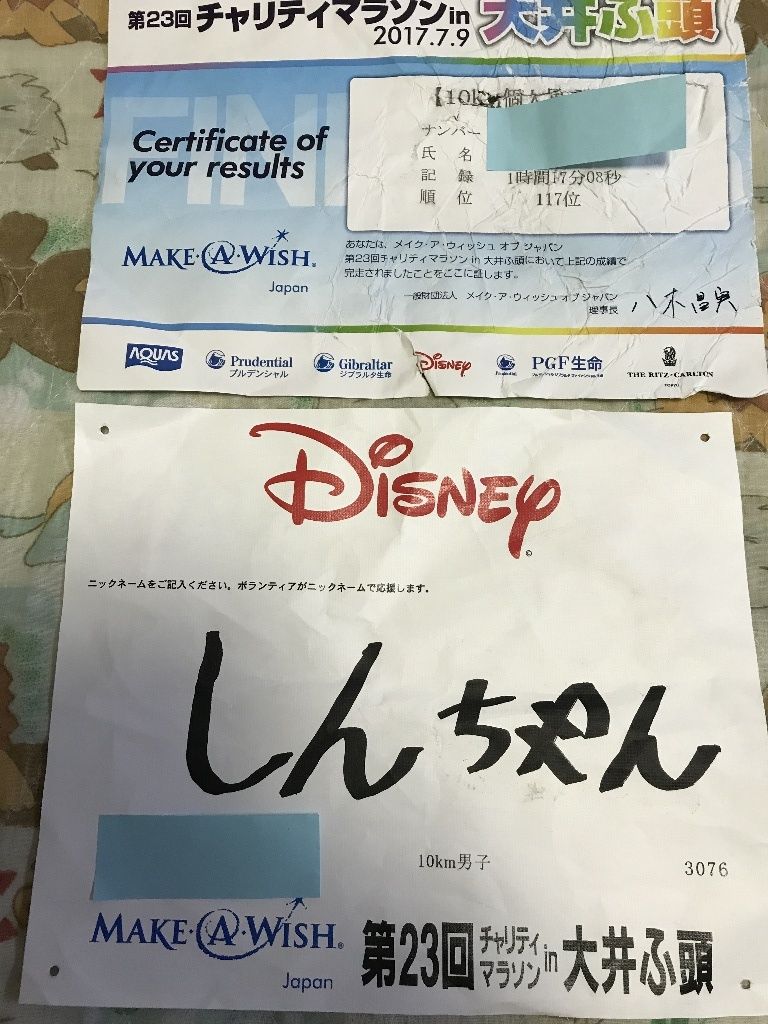 第23回 チャリティマラソン in 大井ふ頭
2017.7.9
FIN
Certificate of
your results
【10km
ナンバー
氏 名
記 録 1時間17分08秒
順 位 117位
MAKE·A·WISH®
Japan
あなたは、メイク・ア・ウィッシュ オブ ジャパン
第23回チャリティマラソン in 大井ふ頭において上記の成績で
完走されましたことをここに証します。
一般財団法人 メイク・ア・ウィッシュ オブ ジャパン
理事長 八木昌実
AQUAS
Prudential
プルデンシャル
Gibraltar
ジブラルタ生命
Disney
Prudential
PGF生命
THE RITZ-CARLTON
TOKYO
Disney
©
ニックネームをご記入ください。ボランティアがニックネームで応援します。
しんちゃん
10km男子 3076
MAKE·A·WISH®
Japan
第23回 チャリティマラソン in 大井ふ頭